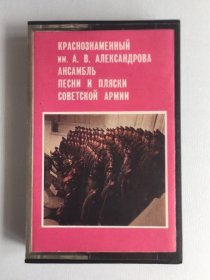 КРАСНОЗНАМЕННЫЙ
им. А. В. АЛЕКСАНДРОВА
АНСАМБЛЬ
ПЕСНИ И ПЛЯСКИ
СОВЕТСКОЙ АРМИИ